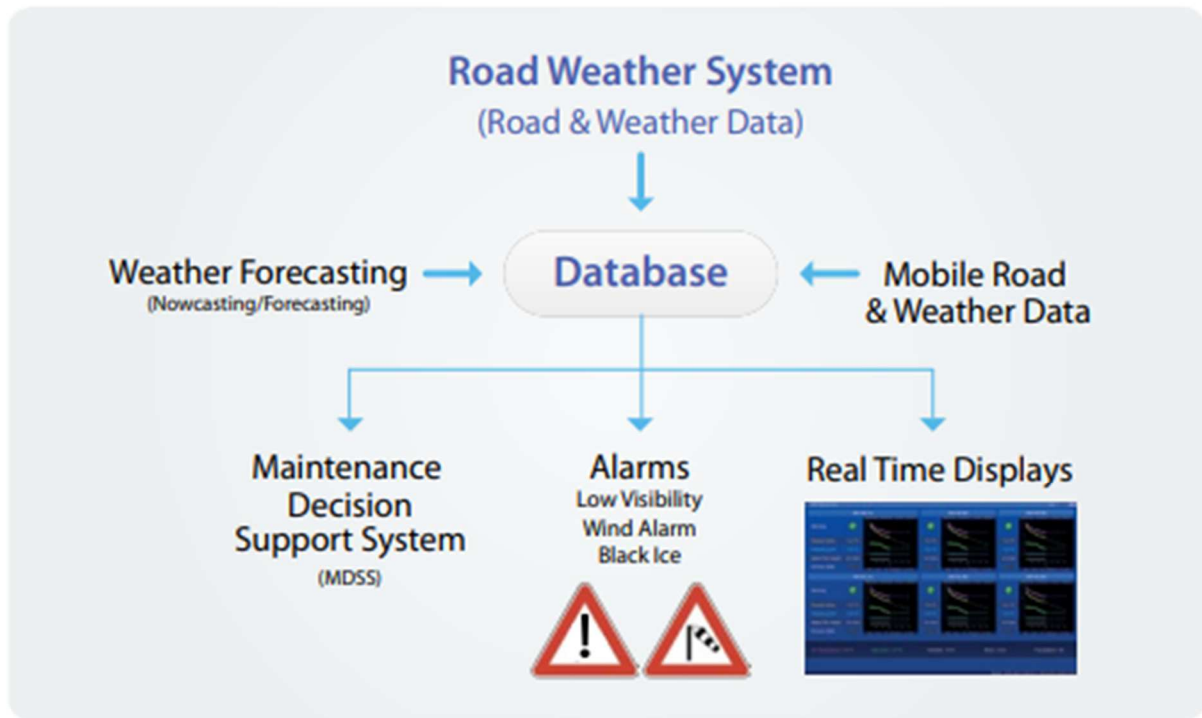 Road Weather System
(Road & Weather Data)
Weather Forecasting
(Nowcasting/Forecasting)
Database
Mobile Road
& Weather Data
Maintenance
Decision
Support System
(MDSS)
Alarms
Low Visibility
Wind Alarm
Black Ice
!
Real Time Displays